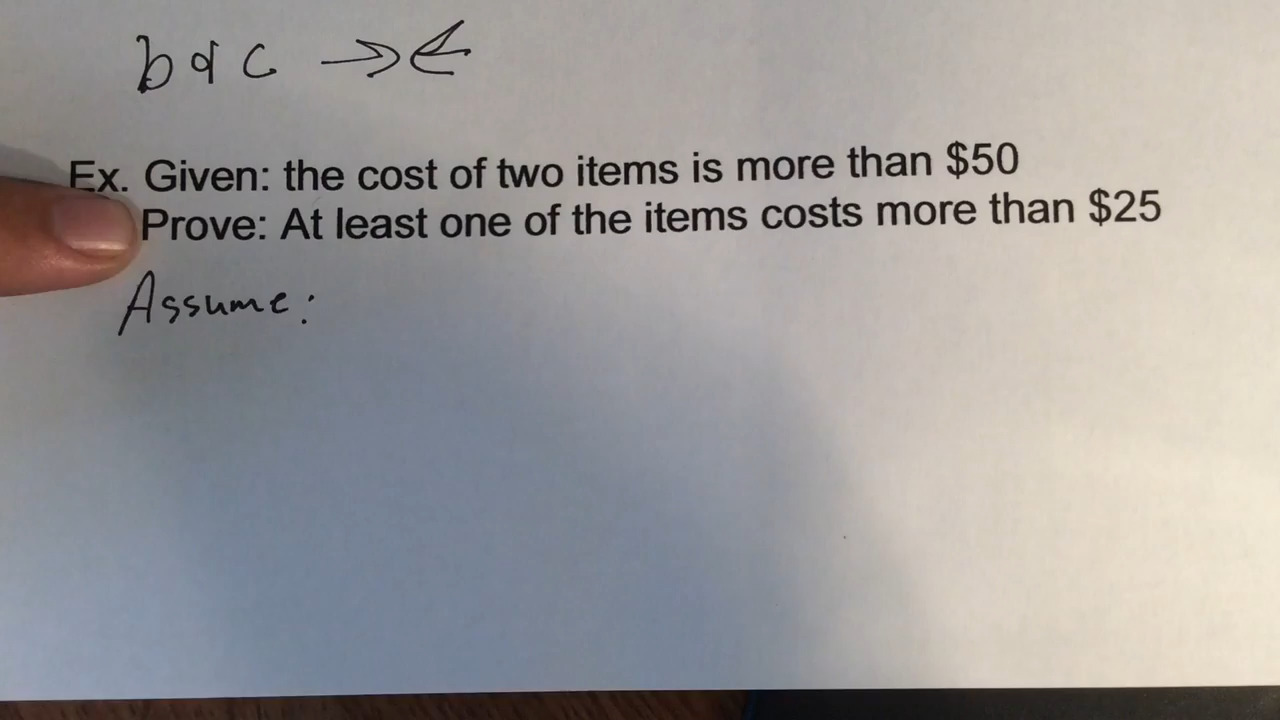 b & c →←
Ex. Given: the cost of two items is more than $50
Prove: At least one of the items costs more than $25
Assume: